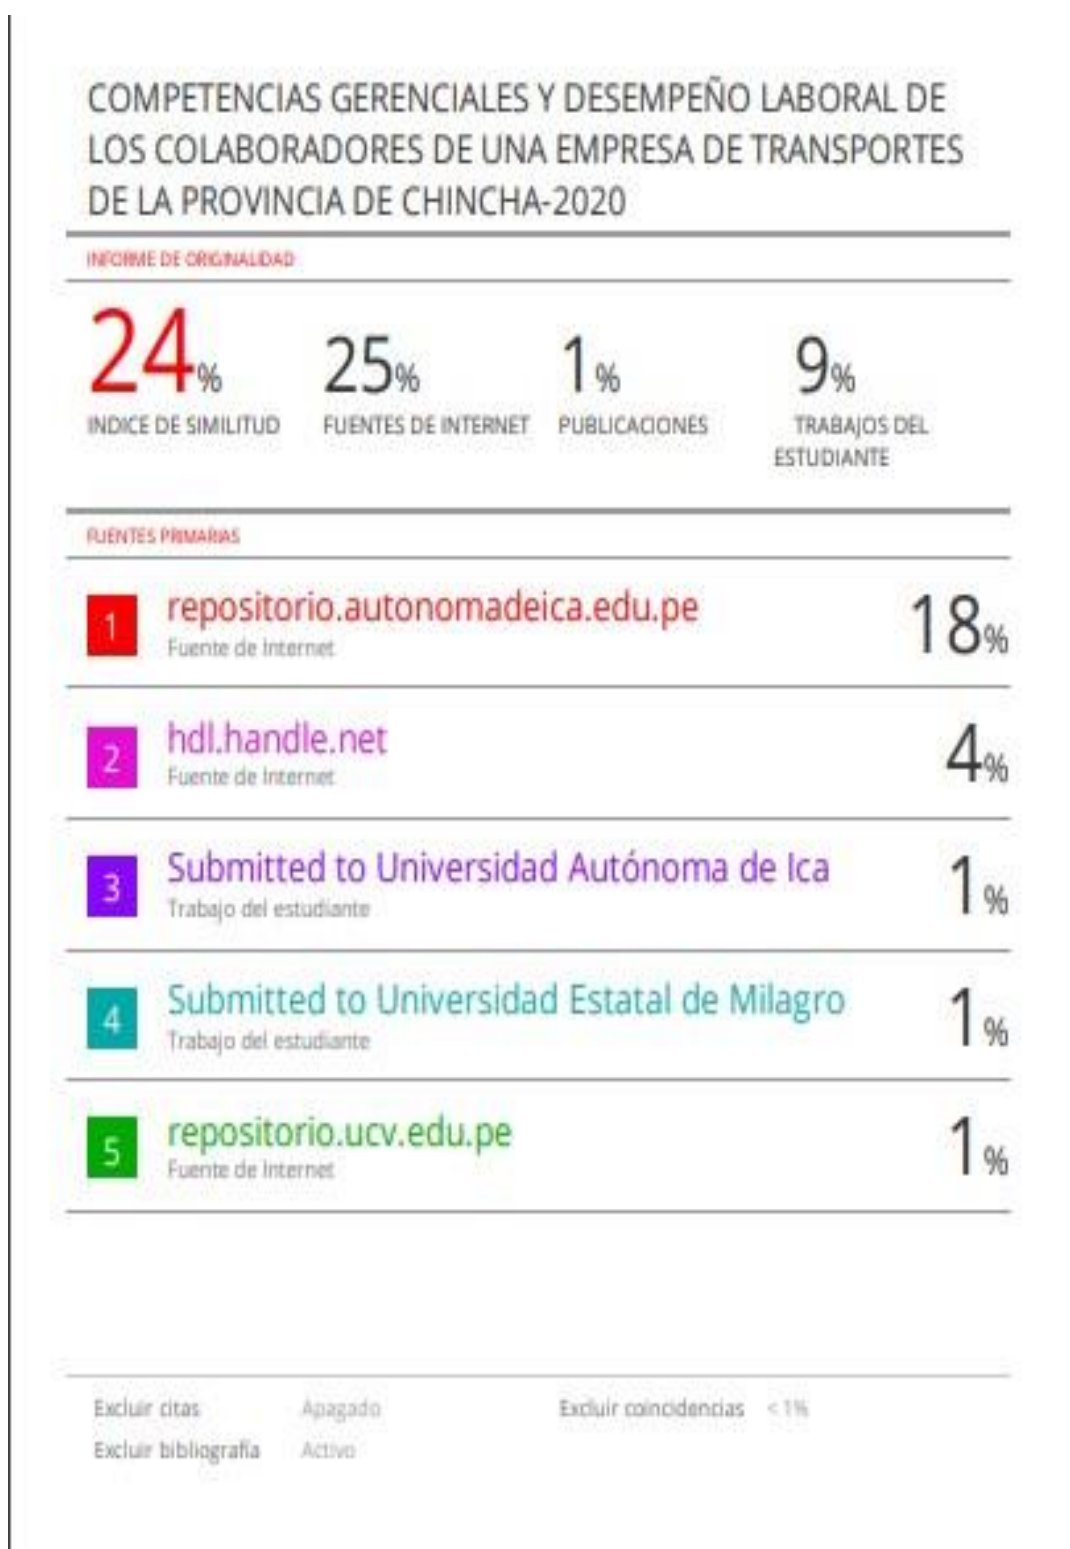 COMPETENCIAS GERENCIALES Y DESEMPEÑO LABORAL DE
LOS COLABORADORES DE UNA EMPRESA DE TRANSPORTES
DE LA PROVINCIA DE CHINCHA-2020
INFORME DE ORIGINALIDAD
24% 25% 1% 9%
INDICE DE SIMILITUD FUENTES DE INTERNET PUBLICACIONES TRABAJOS DEL
ESTUDIANTE
FUENTES PRIMARIAS
1 repositorio.autonomadeica.edu.pe 18%
Fuente de Internet
2 hdl.handle.net 4%
Fuente de Internet
3 Submitted to Universidad Autónoma de Ica 1%
Trabajo del estudiante
4 Submitted to Universidad Estatal de Milagro 1%
Trabajo del estudiante
5 repositorio.ucv.edu.pe 1%
Fuente de Internet
Excluir citas Apagado Excluir coincidencias < 1%
Excluir bibliografía Activo